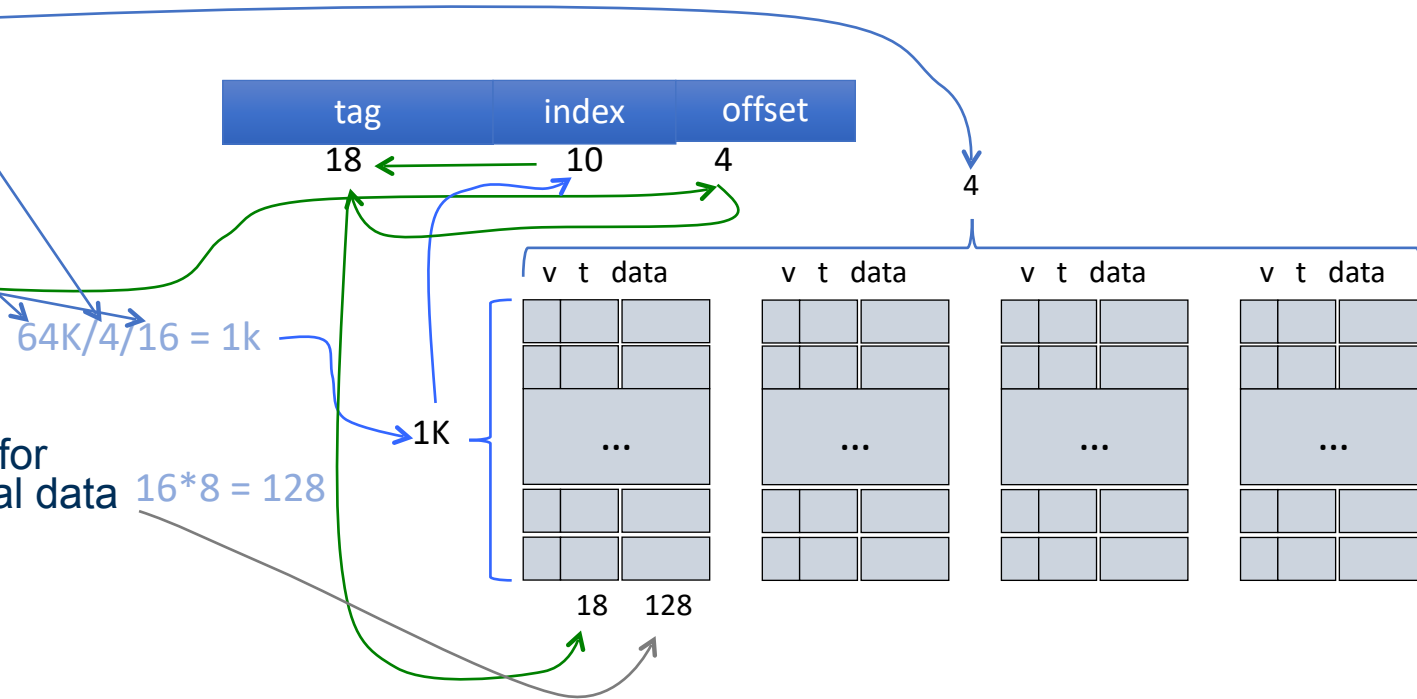 tag index offset
18 10 4
4
v t data v t data v t data v t data
64K/4/16 = 1k
1K
... ... ... ...
for
al data 16*8 = 128
18 128